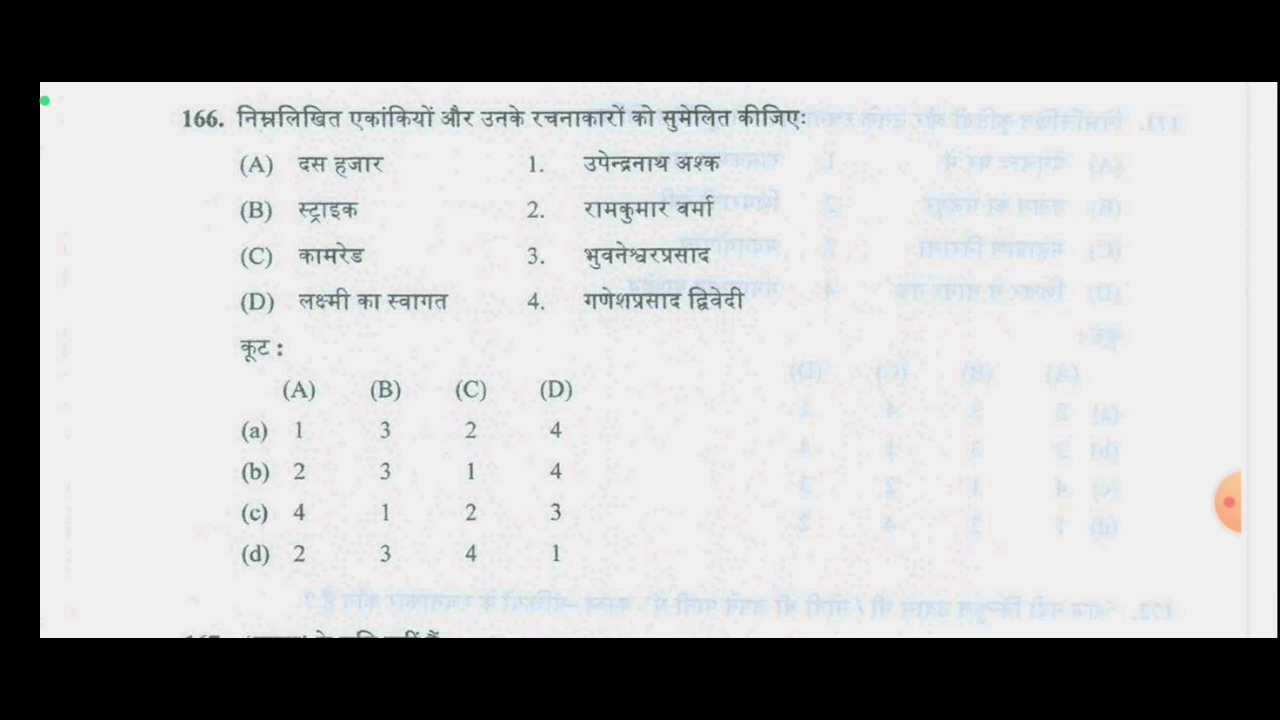 166. निम्नलिखित एकांकियों और उनके रचनाकारों को सुमेलित कीजिएः
(A) दस हजार 1. उपेन्द्रनाथ अश्क
(B) स्ट्राइक 2. रामकुमार वर्मा
(C) कामरेड 3. भुवनेश्वरप्रसाद
(D) लक्ष्मी का स्वागत 4. गणेशप्रसाद द्विवेदी
कूट :
(A) (B) (C) (D)
(a) 1 3 2 4
(b) 2 3 1 4
(c) 4 1 2 3
(d) 2 3 4 1